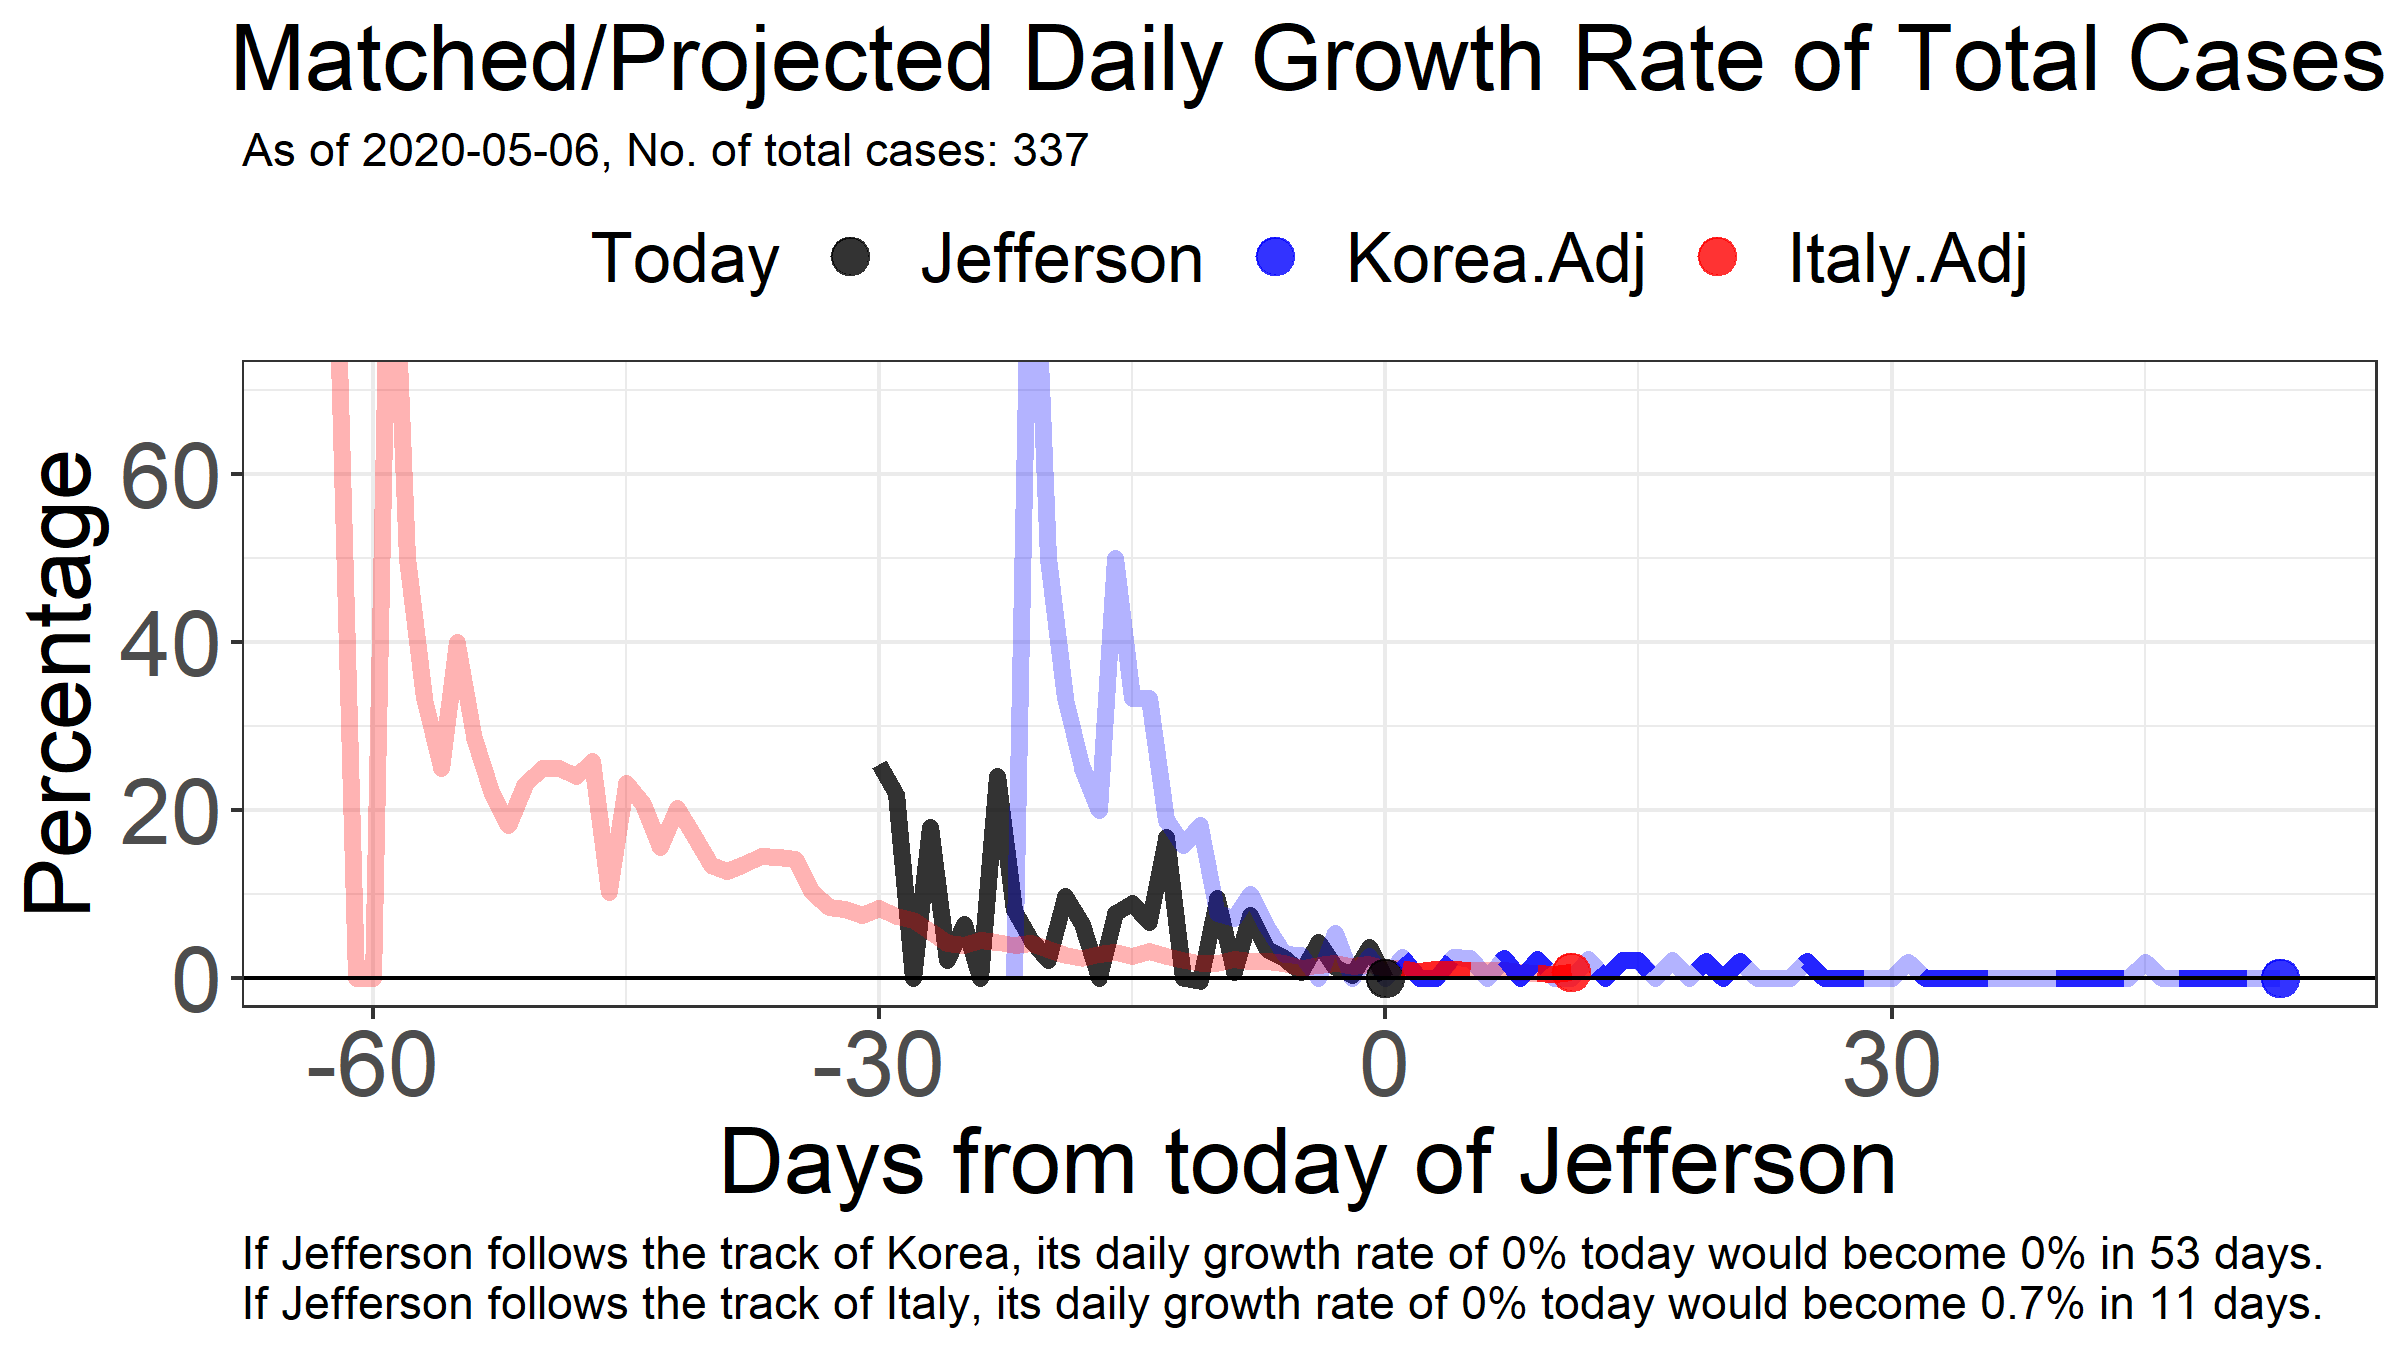 Matched/Projected Daily Growth Rate of Total Cases
As of 2020-05-06, No. of total cases: 337
Today Jefferson Korea.Adj Italy.Adj
Percentage
60
40
20
0
-60 -30 0 30
Days from today of Jefferson
If Jefferson follows the track of Korea, its daily growth rate of 0% today would become 0% in 53 days.
If Jefferson follows the track of Italy, its daily growth rate of 0% today would become 0.7% in 11 days.